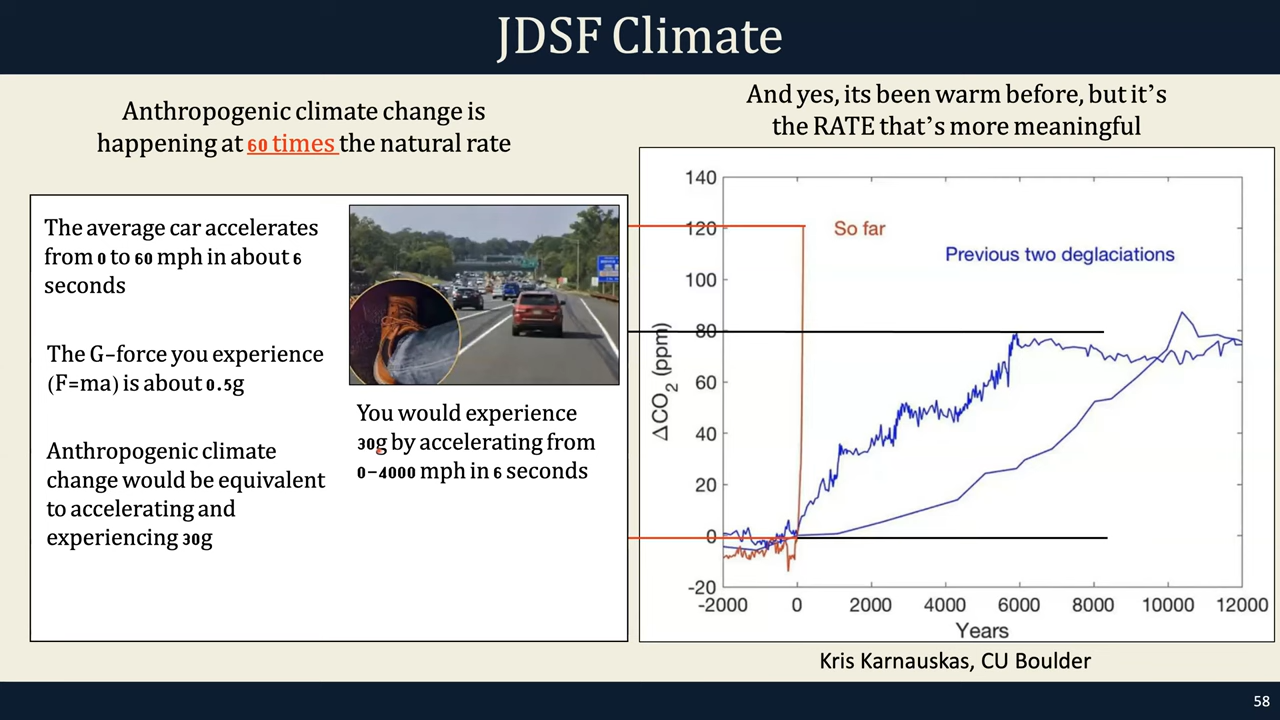 JDSF Climate
Anthropogenic climate change is
happening at 60 times the natural rate
And yes, its been warm before, but it’s
the RATE that’s more meaningful
The average car accelerates
from 0 to 60 mph in about 6
seconds
The G-force you experience
(F=ma) is about 0.5g
Anthropogenic climate
change would be equivalent
to accelerating and
experiencing 30g
You would experience
30g by accelerating from
0-4000 mph in 6 seconds
140
120
100
80
60
40
20
0
-20
ΔCO2 (ppm)
So far
Previous two deglaciations
-2000 0 2000 4000 6000 8000 10000 12000
Years
Kris Karnauskas, CU Boulder
58